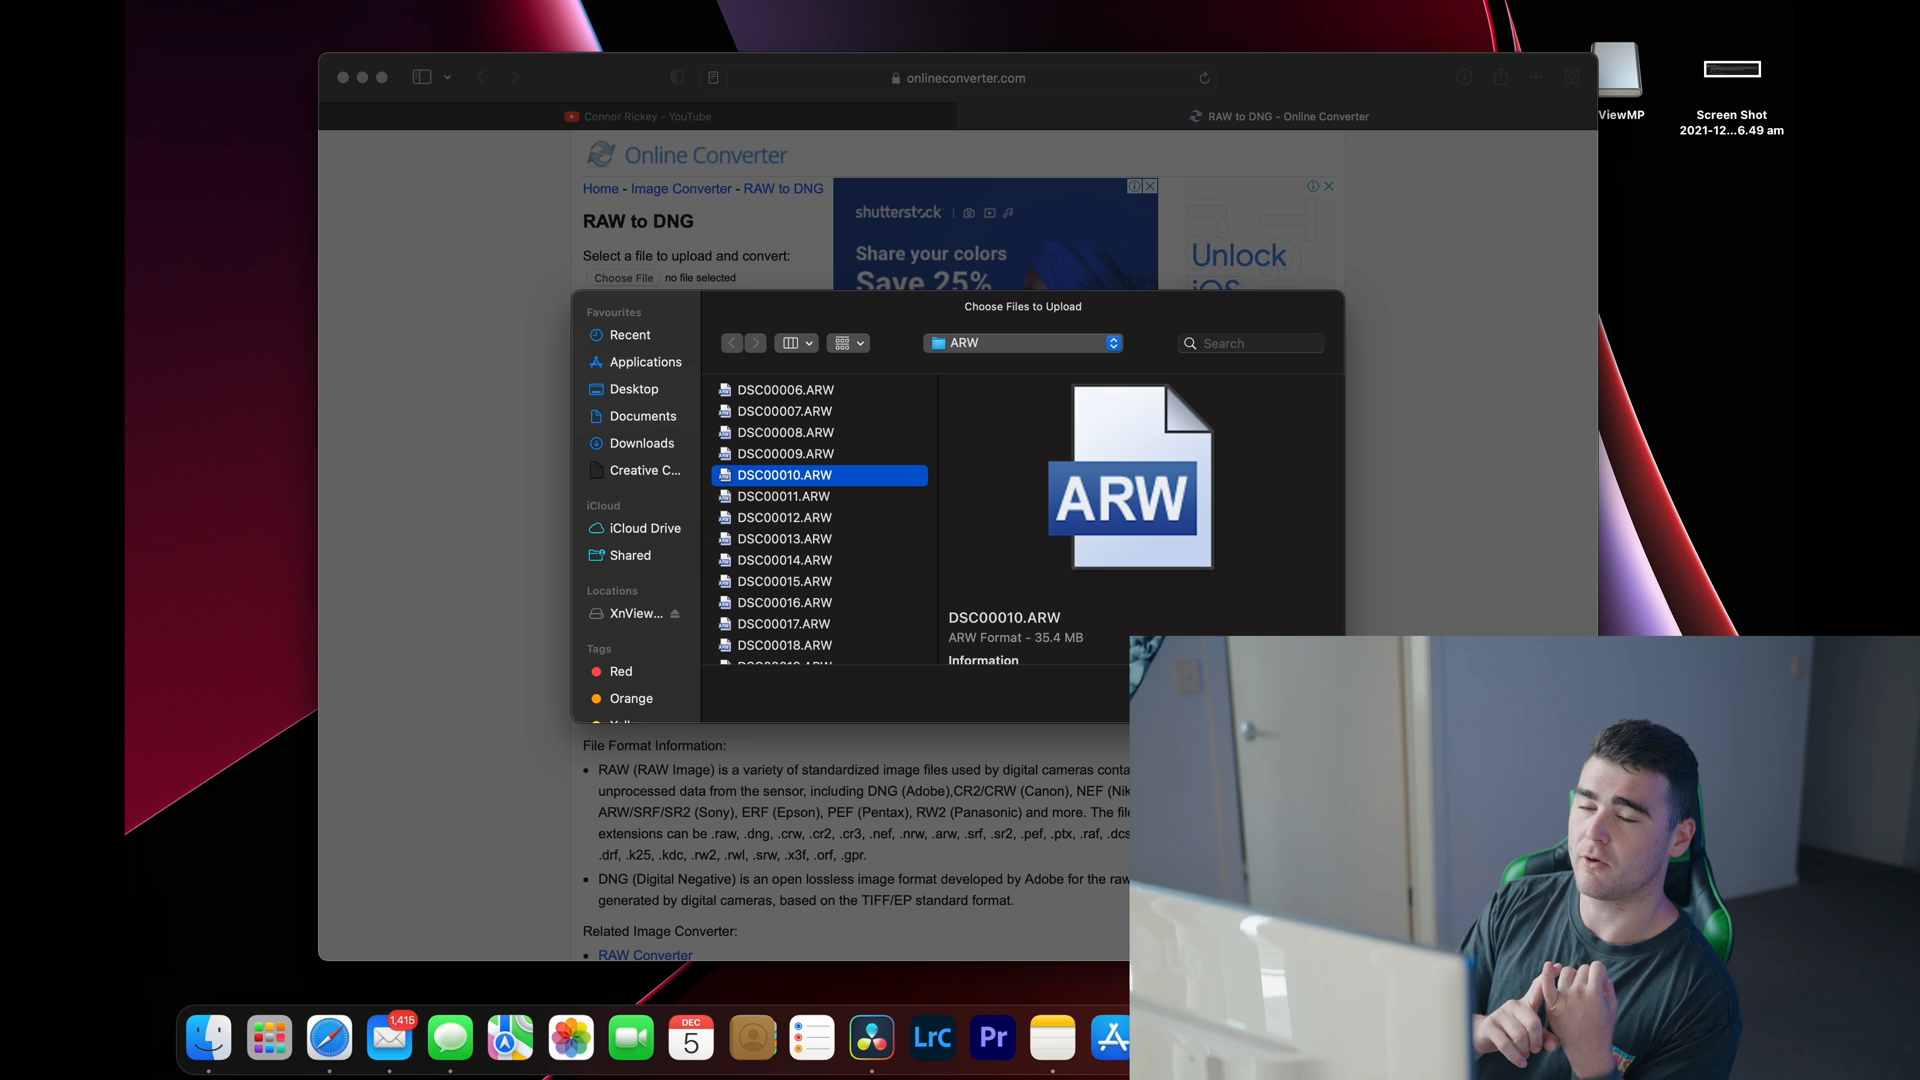 onlineconverter.com
Connor Rickey - YouTube
RAW to DNG - Online Converter
ViewMP
Screen Shot
2021-12...6.49 am
Online Converter
Home - Image Converter - RAW to DNG
RAW to DNG
Select a file to upload and convert:
Choose File no file selected
shutterstock
Share your colors
Save 25%
Unlock
iOS
Choose Files to Upload
Favourites
Recent
Applications
Desktop
Documents
Downloads
Creative C...
iCloud
iCloud Drive
Shared
Locations
XnView...
Tags
Red
Orange
ARW
Search
DSC00006.ARW
DSC00007.ARW
DSC00008.ARW
DSC00009.ARW
DSC00010.ARW
DSC00011.ARW
DSC00012.ARW
DSC00013.ARW
DSC00014.ARW
DSC00015.ARW
DSC00016.ARW
DSC00017.ARW
DSC00018.ARW
ARW
DSC00010.ARW
ARW Format - 35.4 MB
Information
File Format Information:
• RAW (RAW Image) is a variety of standardized image files used by digital cameras conta
unprocessed data from the sensor, including DNG (Adobe),CR2/CRW (Canon), NEF (Nik
ARW/SRF/SR2 (Sony), ERF (Epson), PEF (Pentax), RW2 (Panasonic) and more. The file
extensions can be .raw, .dng, .crw, .cr2, .cr3, .nef, .nrw, .arw, .srf, .sr2, .pef, .ptx, .raf, .dcs
.drf, .k25, .kdc, .rw2, .rwl, .srw, .x3f, .orf, .gpr.
• DNG (Digital Negative) is an open lossless image format developed by Adobe for the raw
generated by digital cameras, based on the TIFF/EP standard format.
Related Image Converter:
• RAW Converter
1,415
DEC
5
LrC
Pr